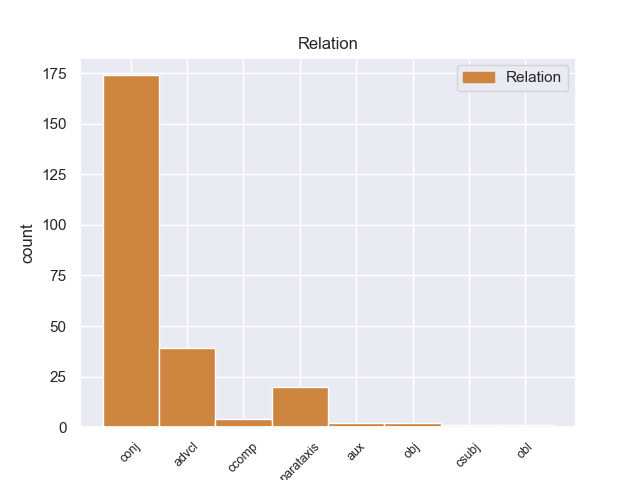 Relation
Relation
175
150
125
100
75
50
25
0
count
conj
advcl
ccomp
parataxis
aux
obj
csubj
obl